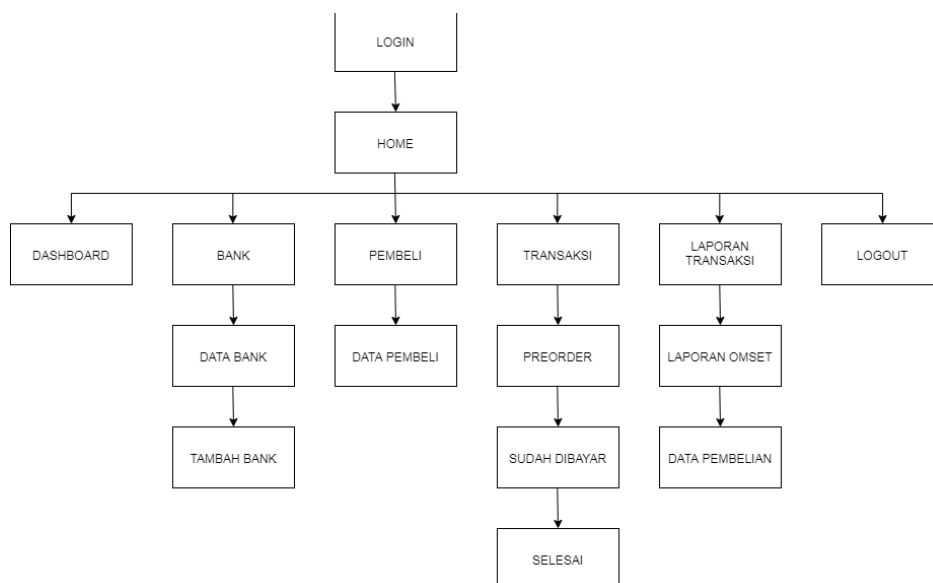 LOGIN
HOME
DASHBOARD
BANK
PEMBELI
TRANSAKSI
LAPORAN
TRANSAKSI
LOGOUT
DATA BANK
DATA PEMBELI
PREORDER
LAPORAN OMSET
TAMBAH BANK
SUDAH DIBAYAR
DATA PEMBELIAN
SELESAI